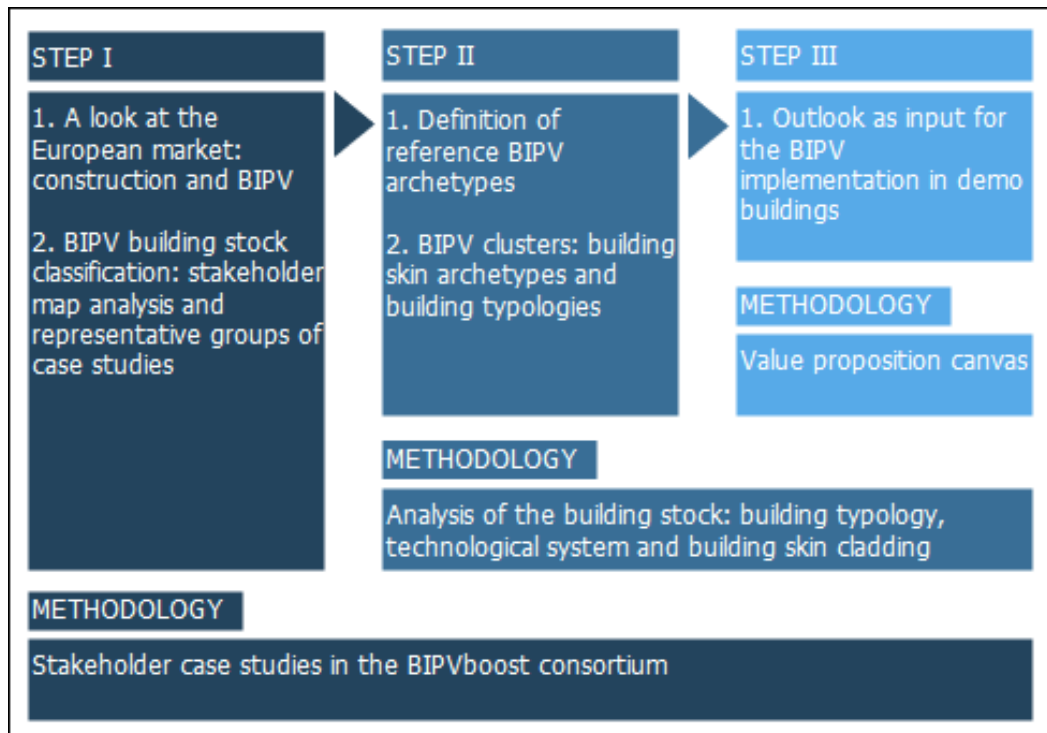 STEP I
1. A look at the
European market:
construction and BIPV
2. BIPV building stock
classification: stakeholder
map analysis and
representative groups of
case studies
STEP II
1. Definition of
reference BIPV
archetypes
2. BIPV clusters: building
skin archetypes and
building typologies
STEP III
1. Outlook as input for
the BIPV
implementation in demo
buildings
METHODOLOGY
Value proposition canvas
METHODOLOGY
Analysis of the building stock: building typology,
technological system and building skin cladding
METHODOLOGY
Stakeholder case studies in the BIPVboost consortium